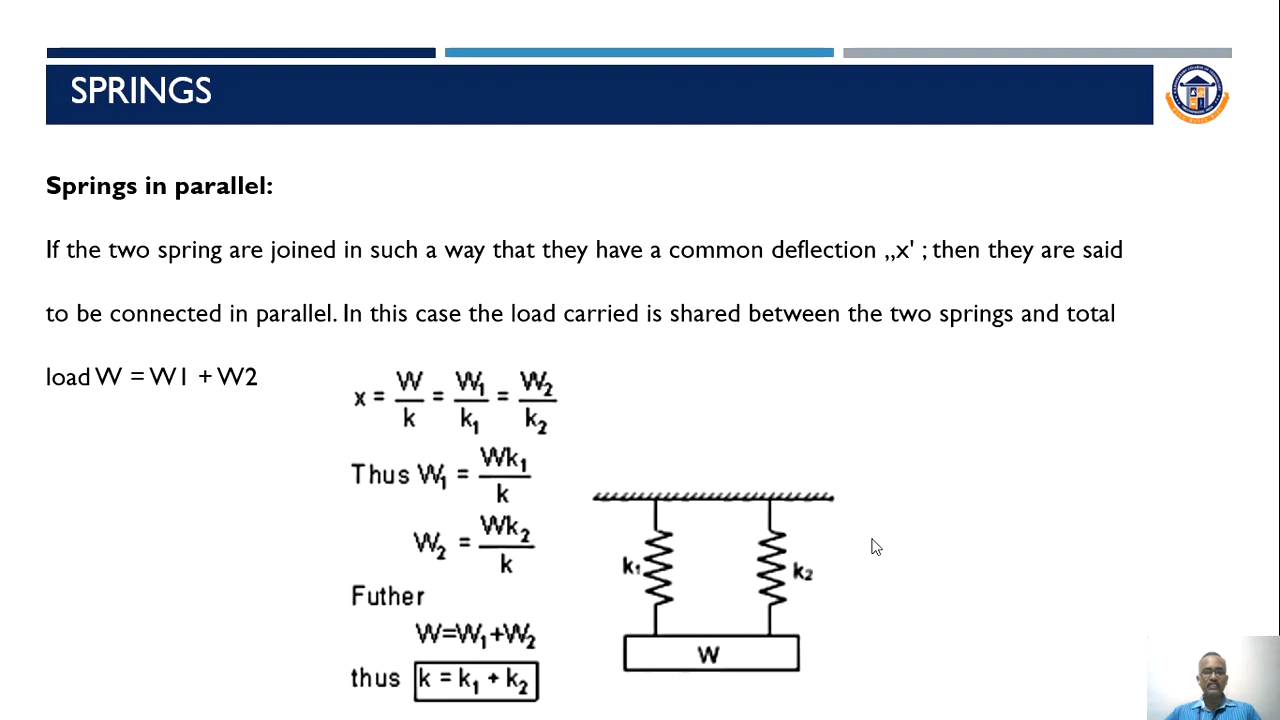 SPRINGS
Springs in parallel:
If the two spring are joined in such a way that they have a common deflection ,,x' ; then they are said
to be connected in parallel. In this case the load carried is shared between the two springs and total
load W = W1 + W2
x = W/k = W₁/k₁ = W₂/k₂
Thus W₁ = Wk₁/k
W₂ = Wk₂/k
Futher
W=W₁+W₂
thus k = k₁ + k₂
k₁
k₂
W